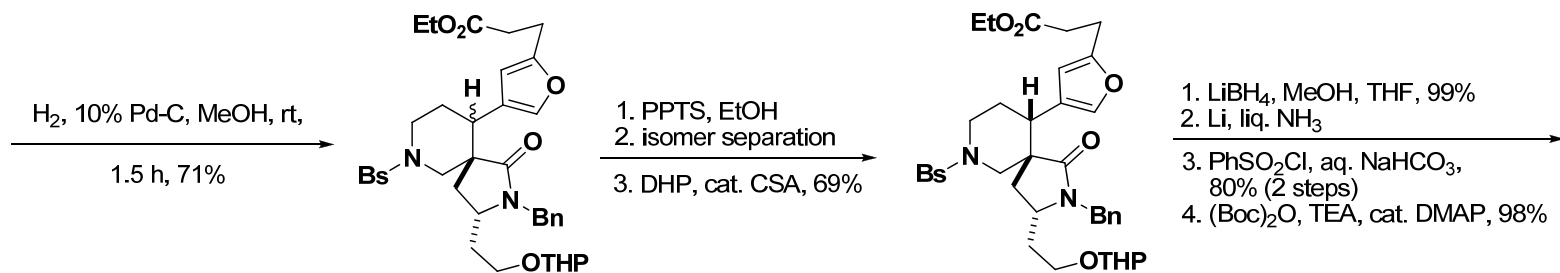 H2, 10% Pd-C, MeOH, rt,
1.5 h, 71%
EtO2C
O
H
O
N
Bs
N
Bn
OTHP
1. PPTS, EtOH
2. isomer separation
3. DHP, cat. CSA, 69%
EtO2C
O
H
O
N
Bs
N
Bn
OTHP
1. LiBH4, MeOH, THF, 99%
2. Li, liq. NH3
3. PhSO2Cl, aq. NaHCO3,
80% (2 steps)
4. (Boc)2O, TEA, cat. DMAP, 98%